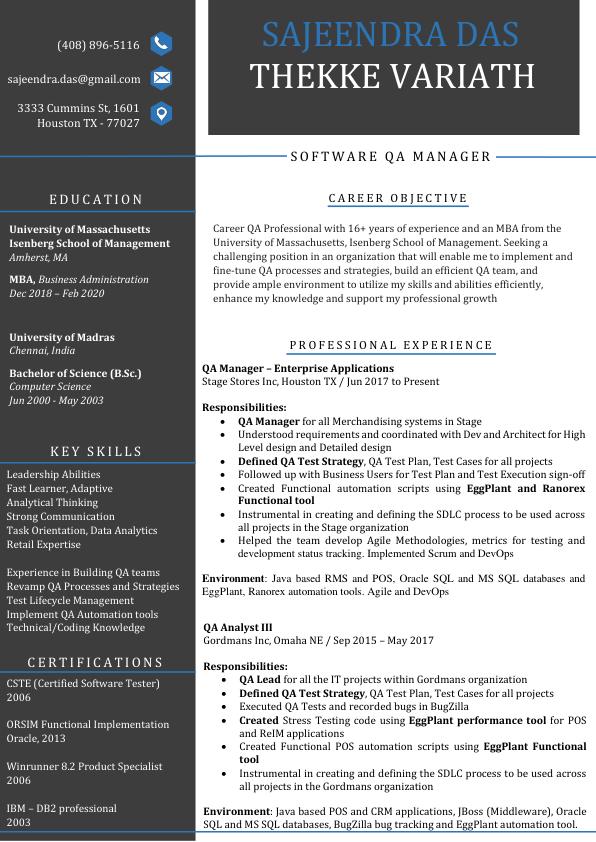 (408) 896-5116
sajeendra.das@gmail.com
3333 Cummins St, 1601
Houston TX - 77027
SAJEENDRA DAS
THEKKE VARIATH
SOFTWARE QA MANAGER
EDUCATION
University of Massachusetts
Isenberg School of Management
Amherst, MA
MBA, Business Administration
Dec 2018 – Feb 2020
University of Madras
Chennai, India
Bachelor of Science (B.Sc.)
Computer Science
Jun 2000 - May 2003
KEY SKILLS
Leadership Abilities
Fast Learner, Adaptive
Analytical Thinking
Strong Communication
Task Orientation, Data Analytics
Retail Expertise
Experience in Building QA teams
Revamp QA Processes and Strategies
Test Lifecycle Management
Implement QA Automation tools
Technical/Coding Knowledge
CERTIFICATIONS
CSTE (Certified Software Tester)
2006
ORSIM Functional Implementation
Oracle, 2013
Winrunner 8.2 Product Specialist
2006
IBM – DB2 professional
2003
CAREER OBJECTIVE
Career QA Professional with 16+ years of experience and an MBA from the
University of Massachusetts, Isenberg School of Management. Seeking a
challenging position in an organization that will enable me to implement and
fine-tune QA processes and strategies, build an efficient QA team, and
provide ample environment to utilize my skills and abilities efficiently,
enhance my knowledge and support my professional growth
PROFESSIONAL EXPERIENCE
QA Manager – Enterprise Applications
Stage Stores Inc, Houston TX / Jun 2017 to Present
Responsibilities:
• QA Manager for all Merchandising systems in Stage
• Understood requirements and coordinated with Dev and Architect for High
Level design and Detailed design
• Defined QA Test Strategy, QA Test Plan, Test Cases for all projects
• Followed up with Business Users for Test Plan and Test Execution sign-off
• Created Functional automation scripts using EggPlant and Ranorex
Functional tool
• Instrumental in creating and defining the SDLC process to be used across
all projects in the Stage organization
• Helped the team develop Agile Methodologies, metrics for testing and
development status tracking. Implemented Scrum and DevOps
Environment: Java based RMS and POS, Oracle SQL and MS SQL databases and
EggPlant, Ranorex automation tools. Agile and DevOps
QA Analyst III
Gordmans Inc, Omaha NE / Sep 2015 – May 2017
Responsibilities:
• QA Lead for all the IT projects within Gordmans organization
• Defined QA Test Strategy, QA Test Plan, Test Cases for all projects
• Executed QA Tests and recorded bugs in BugZilla
• Created Stress Testing code using EggPlant performance tool for POS
and ReIM applications
• Created Functional POS automation scripts using EggPlant Functional
tool
• Instrumental in creating and defining the SDLC process to be used across
all projects in the Gordmans organization
Environment: Java based POS and CRM applications, JBoss (Middleware), Oracle
SQL and MS SQL databases, BugZilla bug tracking and EggPlant automation tool.